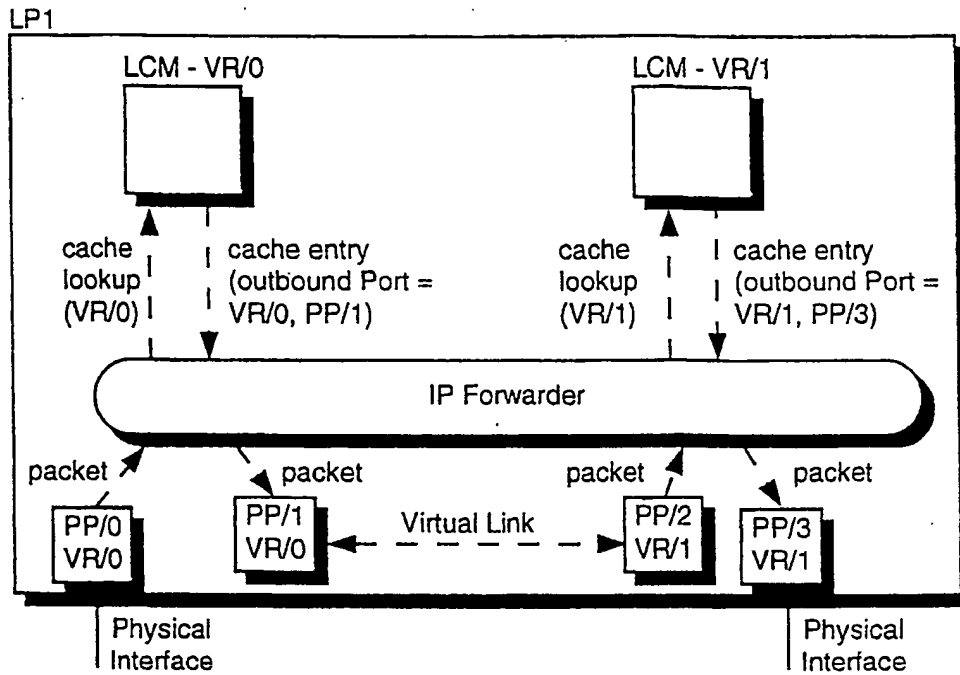 LP1
LCM - VR/0
LCM - VR/1
cache
lookup
(VR/0)
cache entry
(outbound Port =
VR/0, PP/1)
cache
lookup
(VR/1)
cache entry
(outbound Port =
VR/1, PP/3)
IP Forwarder
packet
packet
packet
packet
PP/0
VR/0
PP/1
VR/0
Virtual Link
PP/2
VR/1
PP/3
VR/1
Physical
Interface
Physical
Interface